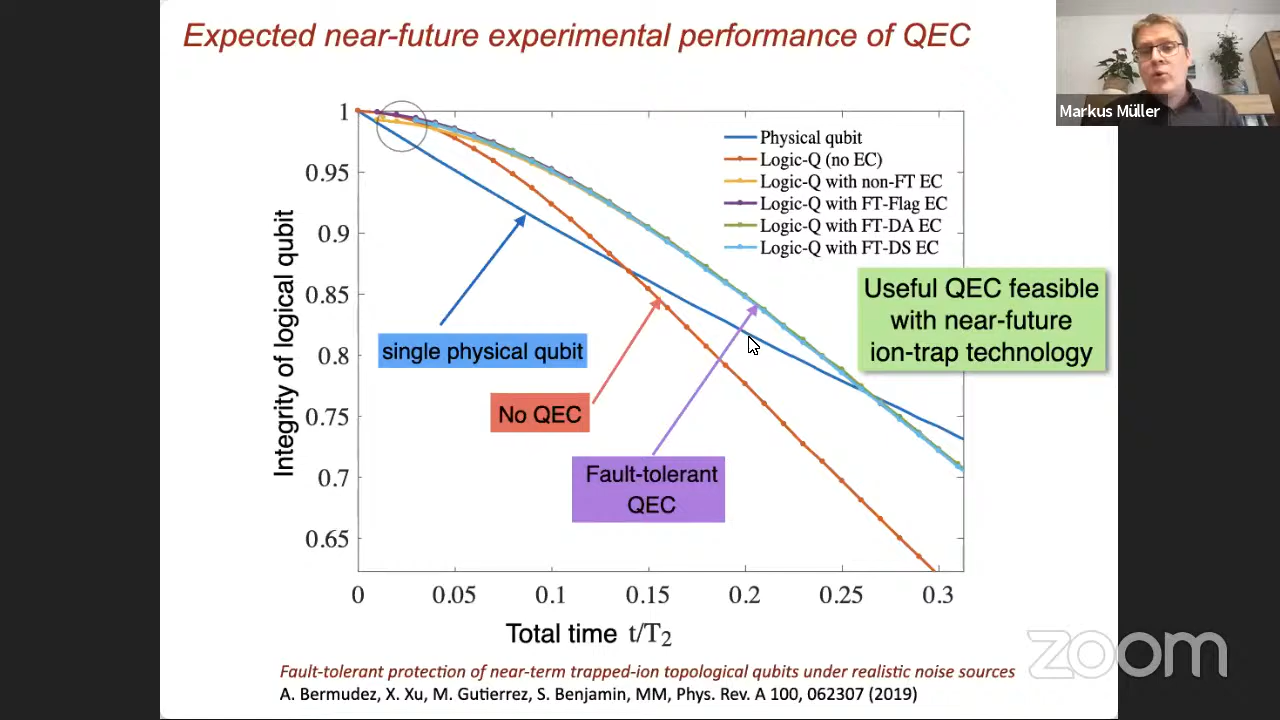 Expected near-future experimental performance of QEC
Markus Müller
1
0.95
0.9
0.85
0.8
0.75
0.7
0.65
Integrity of logical qubit
Physical qubit
Logic-Q (no EC)
Logic-Q with non-FT EC
Logic-Q with FT-Flag EC
Logic-Q with FT-DA EC
Logic-Q with FT-DS EC
Useful QEC feasible
with near-future
ion-trap technology
single physical qubit
No QEC
Fault-tolerant
QEC
0 0.05 0.1 0.15 0.2 0.25 0.3
Total time t/T₂
Fault-tolerant protection of near-term trapped-ion topological qubits under realistic noise sources
A. Bermudez, X. Xu, M. Gutierrez, S. Benjamin, MM, Phys. Rev. A 100, 062307 (2019)
zoom